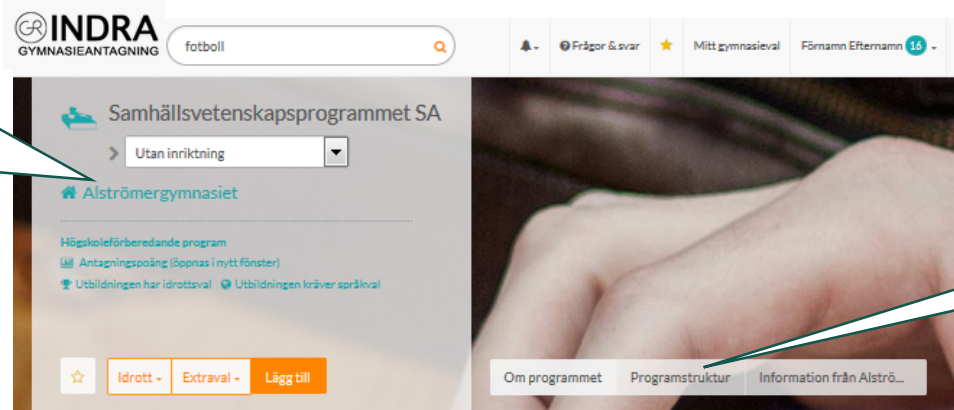 GR INDRA
GYMNASIEANTAGNING
fotboll
Frågor & svar
Mitt gymnasieval
Förnamn Efternamn 16
Samhällsvetenskapsprogrammet SA
Utan inriktning
Alströmergymnasiet
Högskoleförberedande program
Antagningspoäng (öppnas i nytt fönster)
Utbildningen har idrottsval Utbildningen kräver språkval
Idrott Extraval Lägg till
Om programmet Programstruktur Information från Alströ...